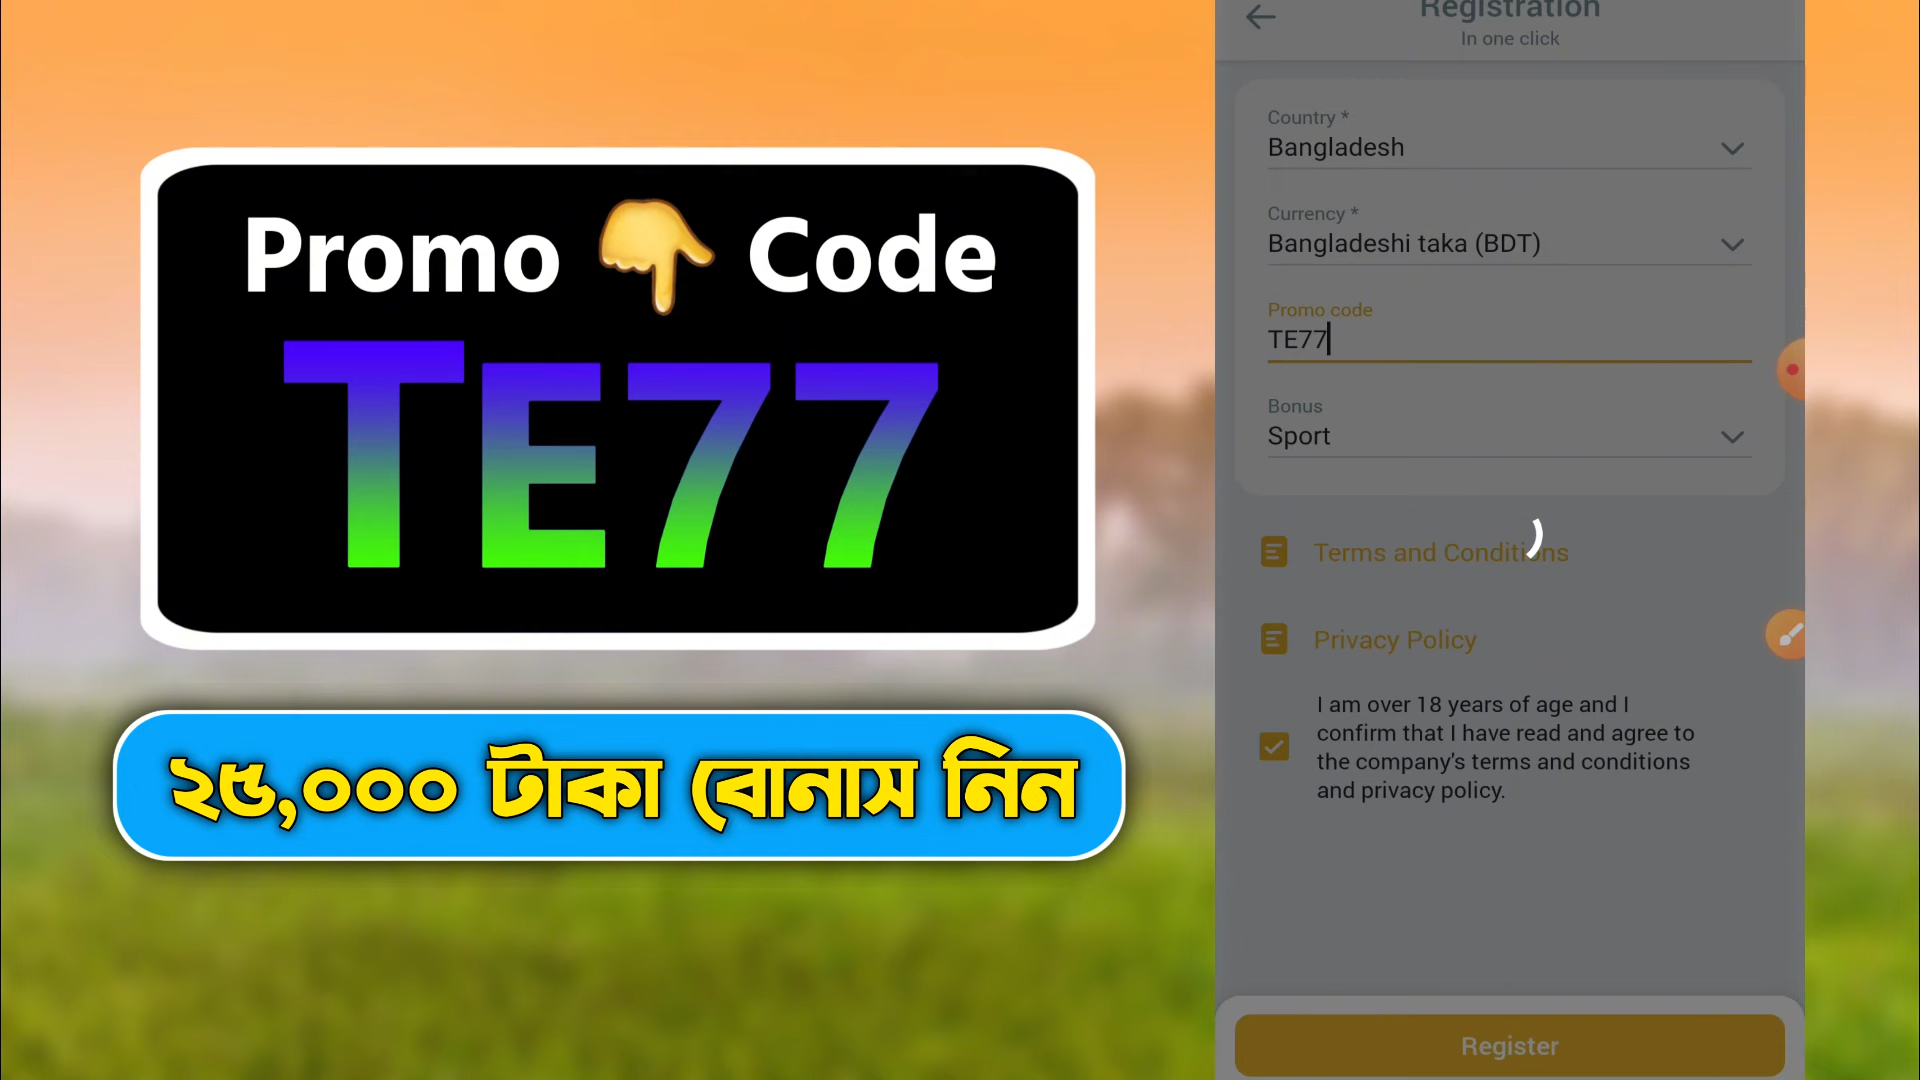 Promo 👇 Code
TE77
২৫,০০০ টাকা বোনাস নিন
Registration
In one click
Country *
Bangladesh
Currency *
Bangladeshi taka (BDT)
Promo code
TE77
Bonus
Sport
Terms and Conditions
Privacy Policy
I am over 18 years of age and I
confirm that I have read and agree to
the company's terms and conditions
and privacy policy.
Register